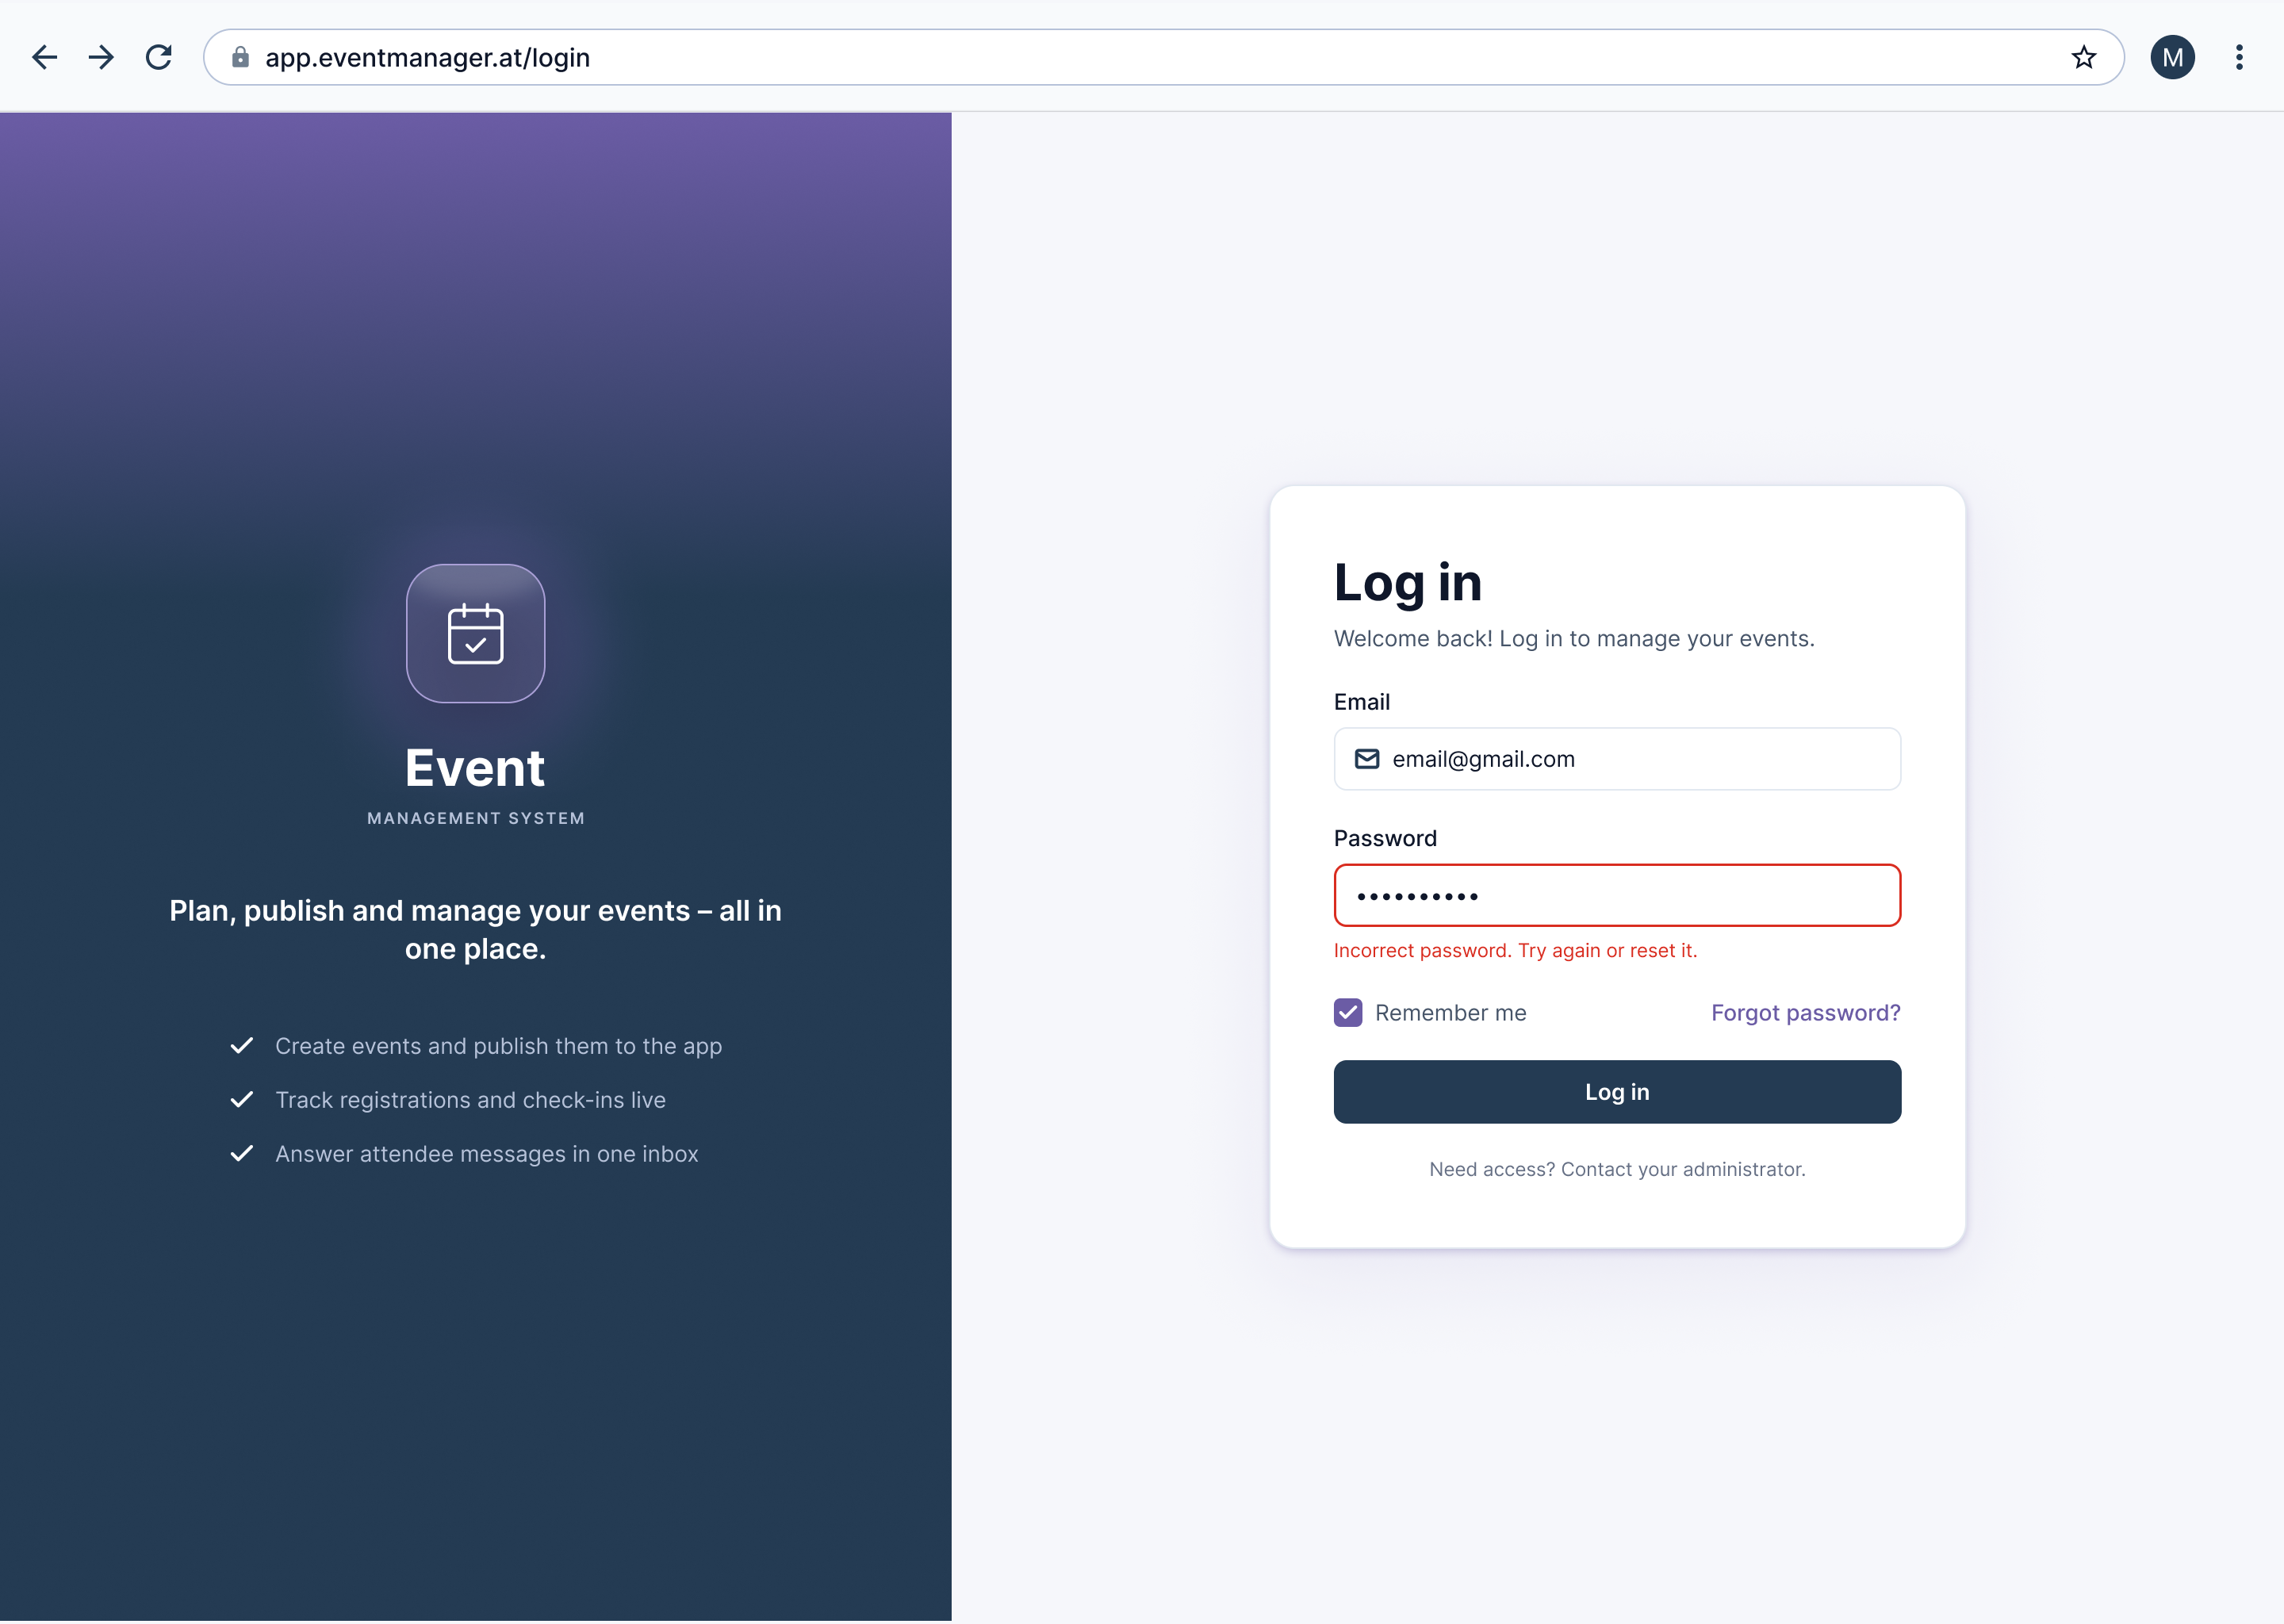 app.eventmanager.at/login
M
Event
MANAGEMENT SYSTEM
Plan, publish and manage your events – all in
one place.
Create events and publish them to the app
Track registrations and check-ins live
Answer attendee messages in one inbox
Log in
Welcome back! Log in to manage your events.
Email
email@gmail.com
Password
••••••••••
Incorrect password. Try again or reset it.
Remember me
Forgot password?
Log in
Need access? Contact your administrator.